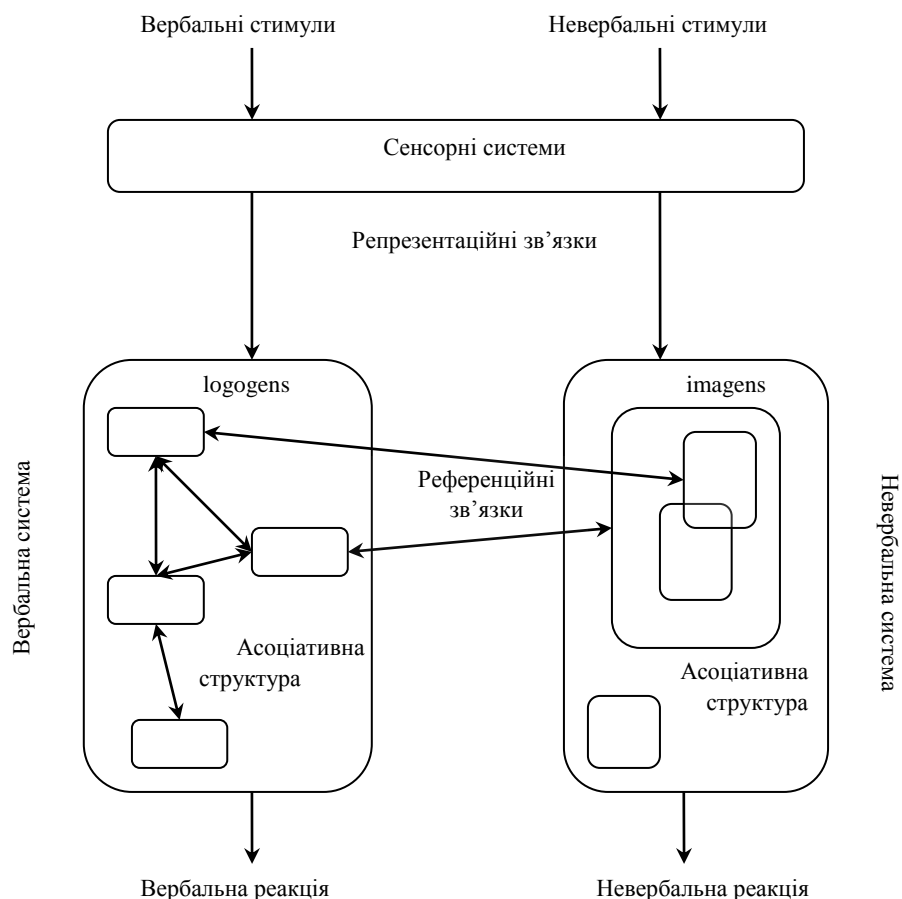 Вербальні стимули
Невербальні стимули
Сенсорні системи
Репрезентаційні зв’язки
logogens
imagens
Вербальна система
Референційні
зв’язки
Невербальна система
Асоціативна
структура
Асоціативна
структура
Вербальна реакція
Невербальна реакція